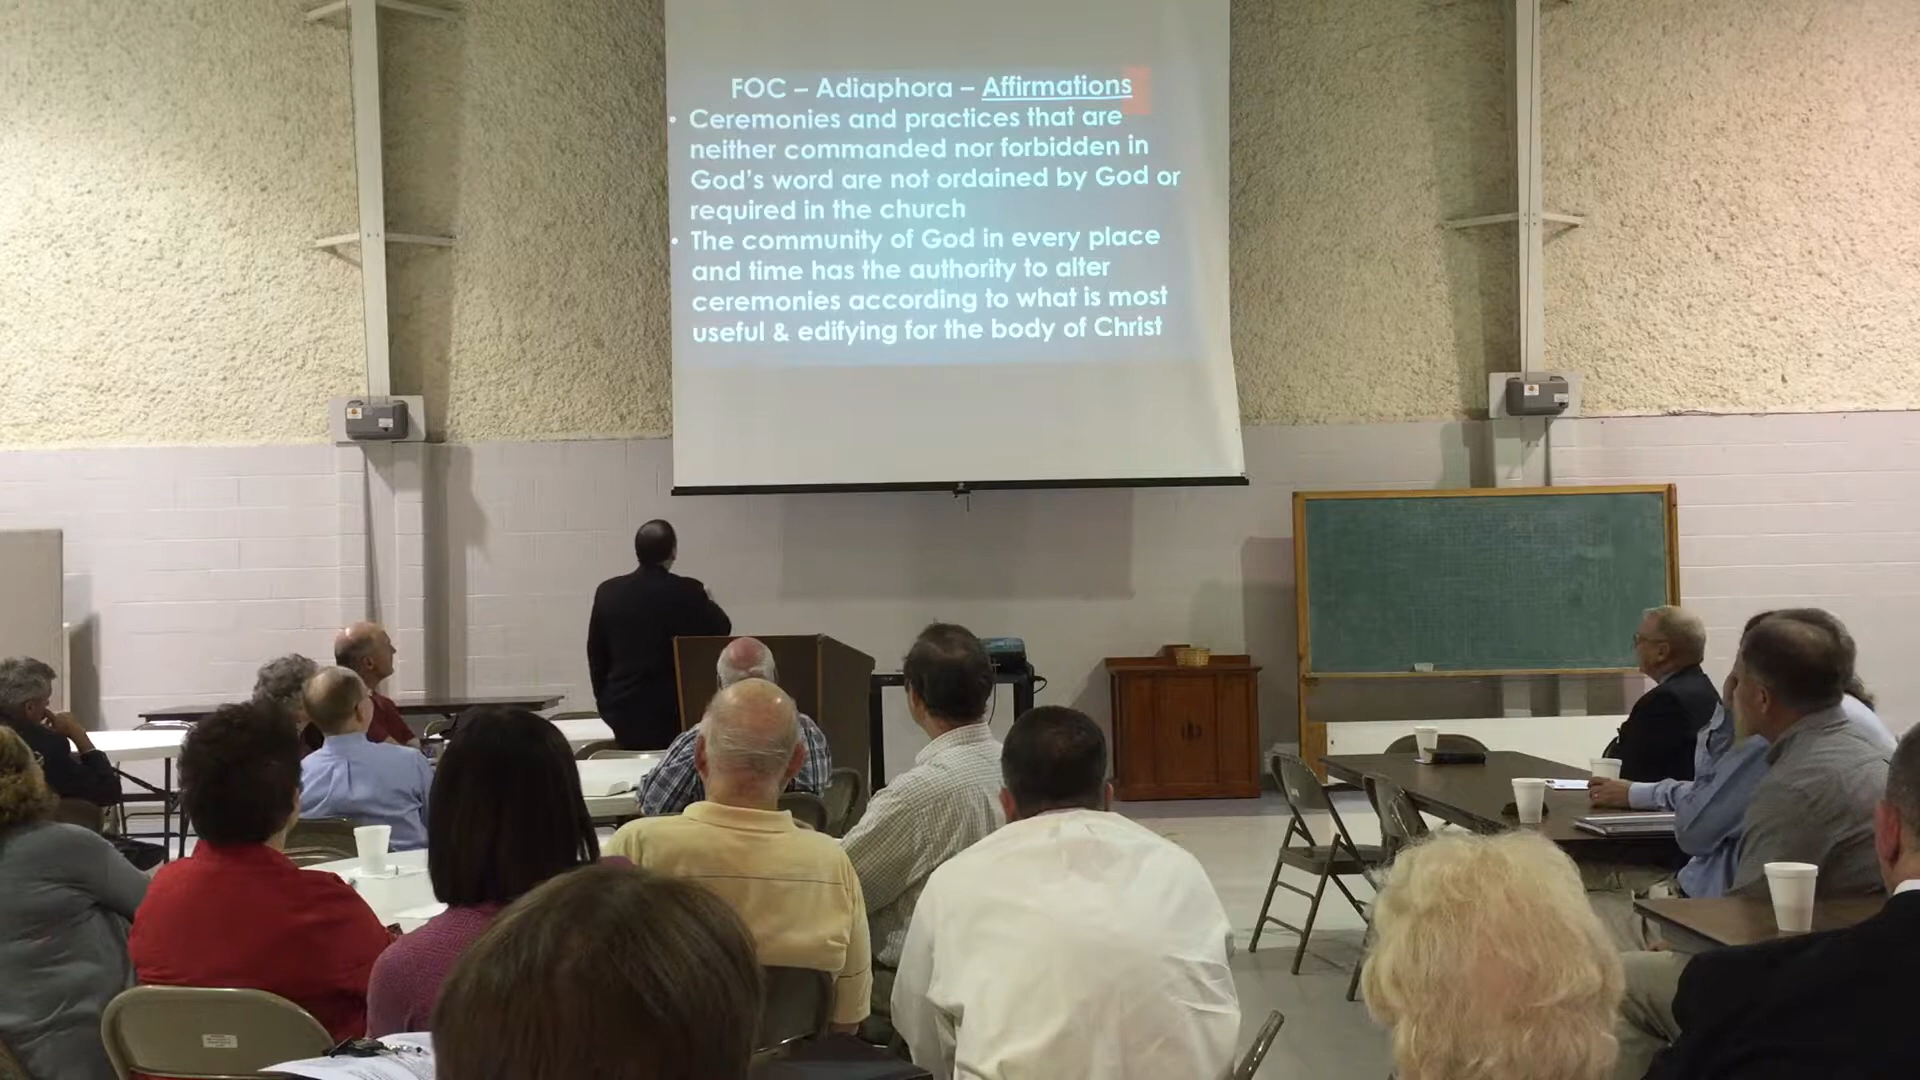 FOC – Adiaphora – Affirmations
• Ceremonies and practices that are
neither commanded nor forbidden in
God's word are not ordained by God or
required in the church
• The community of God in every place
and time has the authority to alter
ceremonies according to what is most
useful & edifying for the body of Christ